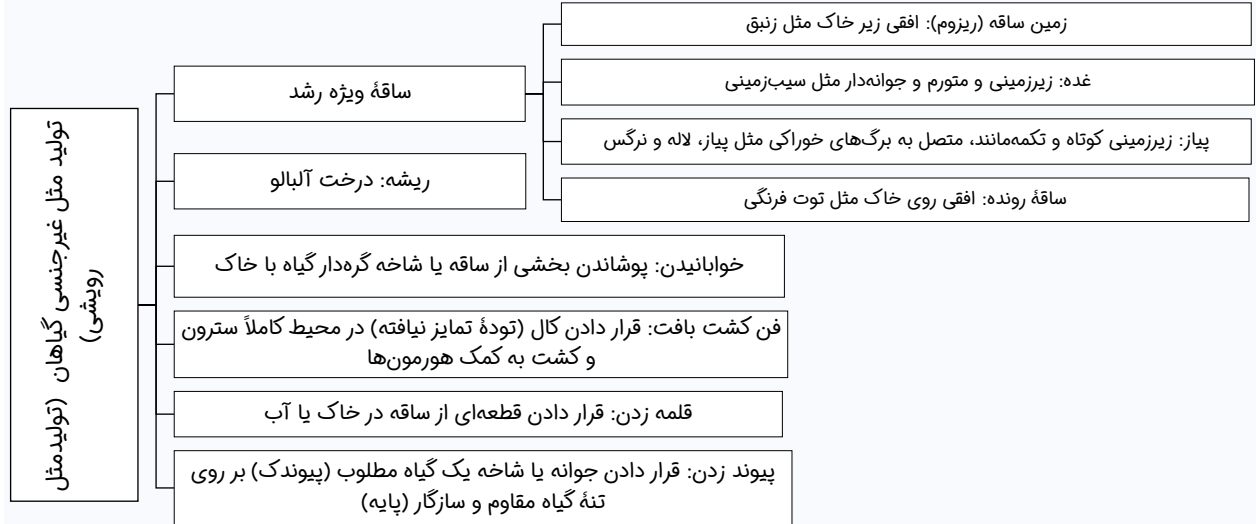 تولید مثل غیرجنسی گیاهان (تولیدمثل
رویشی)
ساقهٔ ویژه رشد
زمین ساقه (ریزوم): افقی زیر خاک مثل زنبق
غده: زیرزمینی و متورم و جوانه‌دار مثل سیب‌زمینی
پیاز: زیرزمینی کوتاه و تکمه‌مانند، متصل به برگ‌های خوراکی مثل پیاز، لاله و نرگس
ساقهٔ رونده: افقی روی خاک مثل توت فرنگی
ریشه: درخت آلبالو
خوابانیدن: پوشاندن بخشی از ساقه یا شاخه گره‌دار گیاه با خاک
فن کشت بافت: قرار دادن کال (تودهٔ تمایز نیافته) در محیط کاملاً سترون
و کشت به کمک هورمون‌ها
قلمه زدن: قرار دادن قطعه‌ای از ساقه در خاک یا آب
پیوند زدن: قرار دادن جوانه یا شاخه یک گیاه مطلوب (پیوندک) بر روی
تنهٔ گیاه مقاوم و سازگار (پایه)